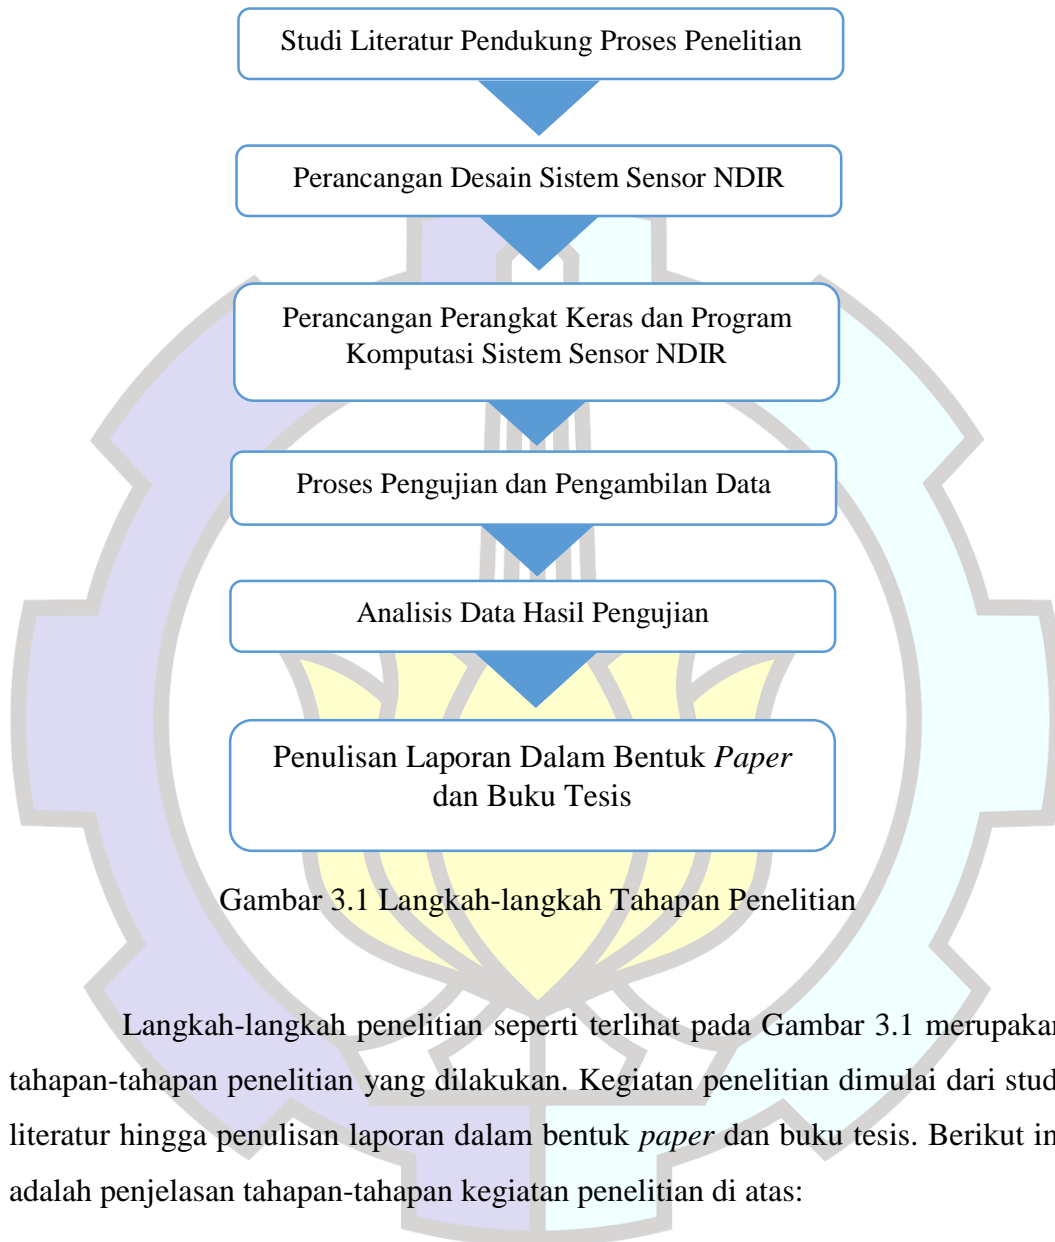 Studi Literatur Pendukung Proses Penelitian
Perancangan Desain Sistem Sensor NDIR
Perancangan Perangkat Keras dan Program
Komputasi Sistem Sensor NDIR
Proses Pengujian dan Pengambilan Data
Analisis Data Hasil Pengujian
Penulisan Laporan Dalam Bentuk Paper
dan Buku Tesis
Gambar 3.1 Langkah-langkah Tahapan Penelitian
Langkah-langkah penelitian seperti terlihat pada Gambar 3.1 merupakan
tahapan-tahapan penelitian yang dilakukan. Kegiatan penelitian dimulai dari stud
literatur hingga penulisan laporan dalam bentuk paper dan buku tesis. Berikut in
adalah penjelasan tahapan-tahapan kegiatan penelitian di atas: